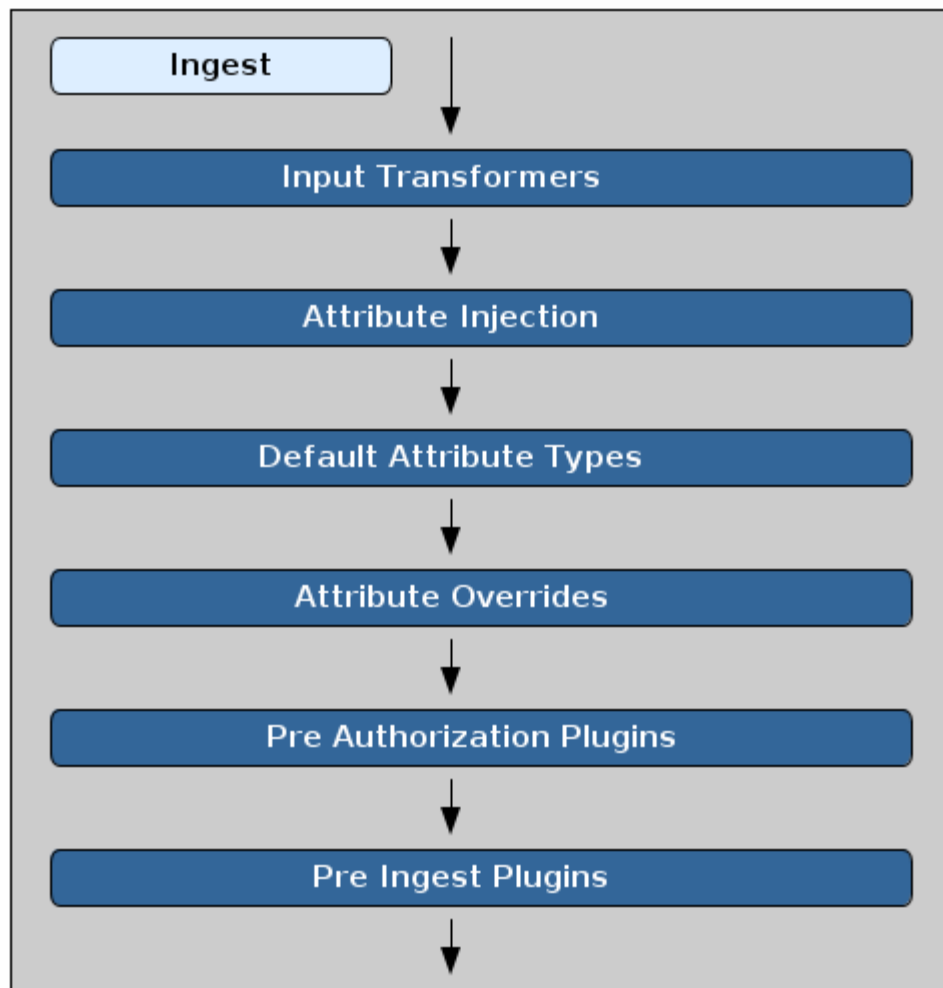 Ingest
Input Transformers
Attribute Injection
Default Attribute Types
Attribute Overrides
Pre Authorization Plugins
Pre Ingest Plugins